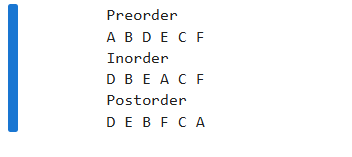 Preorder
A B D E C F
Inorder
D B E A C F
Postorder
D E B F C A